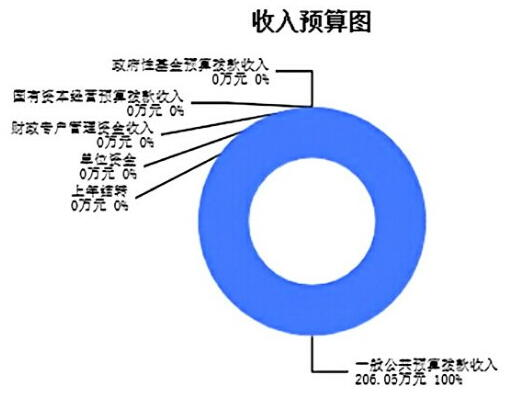 收入预算图
政府性基金预算拨款收入
0万元 0%
国有资本经营预算拨款收入
0万元 0%
财政专户管理资金收入
0万元 0%
单位资金
0万元 0%
上年结转
0万元 0%
一般公共预算拨款收入
206.05万元 100%